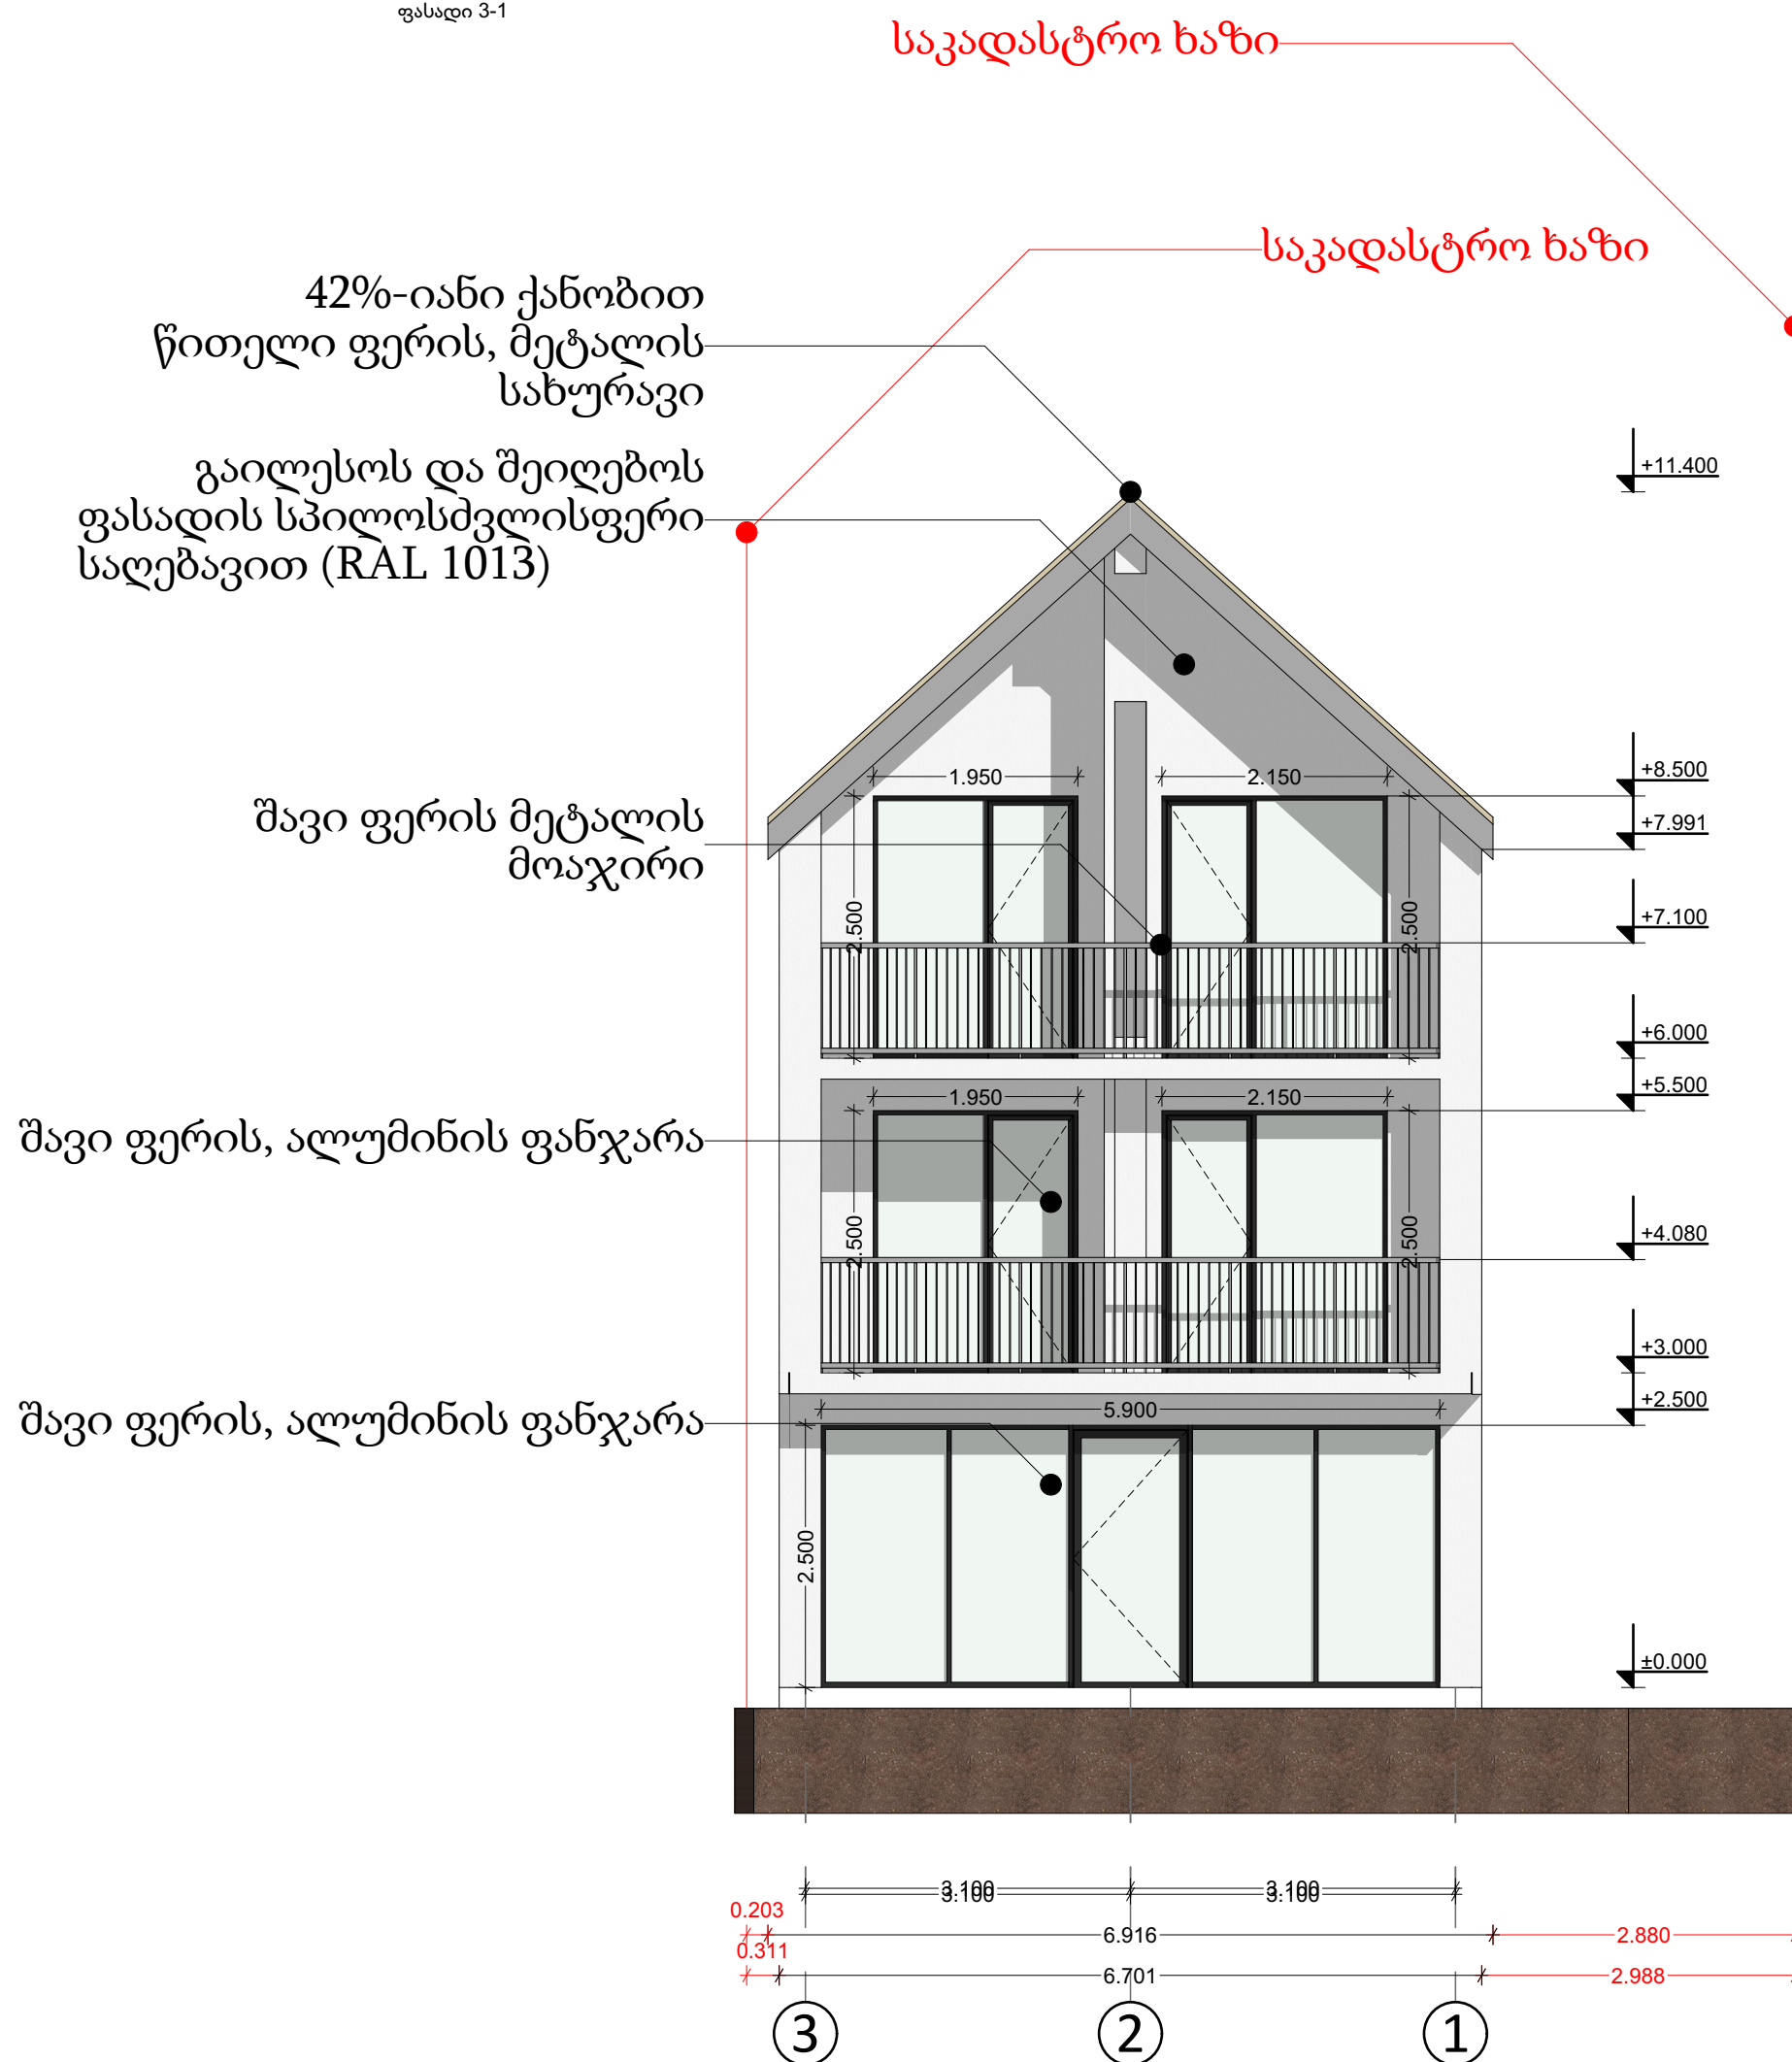 ფასადი 3-1
საკადასტრო ხაზი
საკადასტრო ხაზი
42%-იანი ქანობით
წითელი ფერის, მეტალის
სახურავი
გაილესოს და შეიღებოს
ფასადის სპილოსძვლისფერი
საღებავით (RAL 1013)
+11.400
+8.500
1.950
2.150
შავი ფერის მეტალის
მოაჯირი
+7.991
2.500
2.500
+7.100
+6.000
+5.500
1.950
2.150
შავი ფერის, ალუმინის ფანჯარა
2.500
2.500
+4.080
+3.000
+2.500
5.900
შავი ფერის, ალუმინის ფანჯარა
2.500
±0.000
3.100
3.100
3.100
3.100
0.203
6.916
2.880
0.311
6.701
2.988
3
2
1